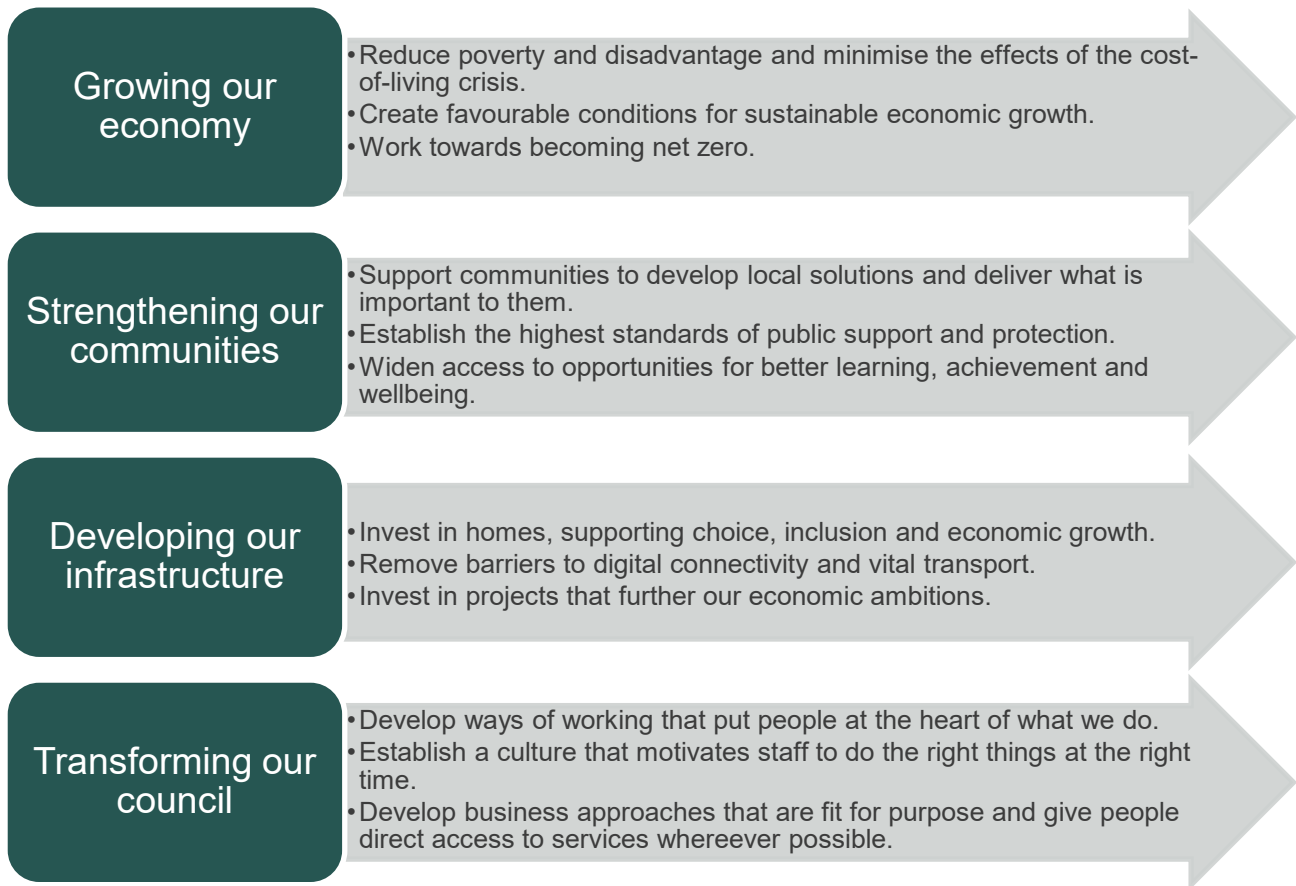 Growing our
economy
•Reduce poverty and disadvantage and minimise the effects of the cost-
of-living crisis.
•Create favourable conditions for sustainable economic growth.
•Work towards becoming net zero.
Strengthening our
communities
•Support communities to develop local solutions and deliver what is
important to them.
•Establish the highest standards of public support and protection.
•Widen access to opportunities for better learning, achievement and
wellbeing.
Developing our
infrastructure
•Invest in homes, supporting choice, inclusion and economic growth.
•Remove barriers to digital connectivity and vital transport.
•Invest in projects that further our economic ambitions.
Transforming our
council
•Develop ways of working that put people at the heart of what we do.
•Establish a culture that motivates staff to do the right things at the right
time.
•Develop business approaches that are fit for purpose and give people
direct access to services whereever possible.